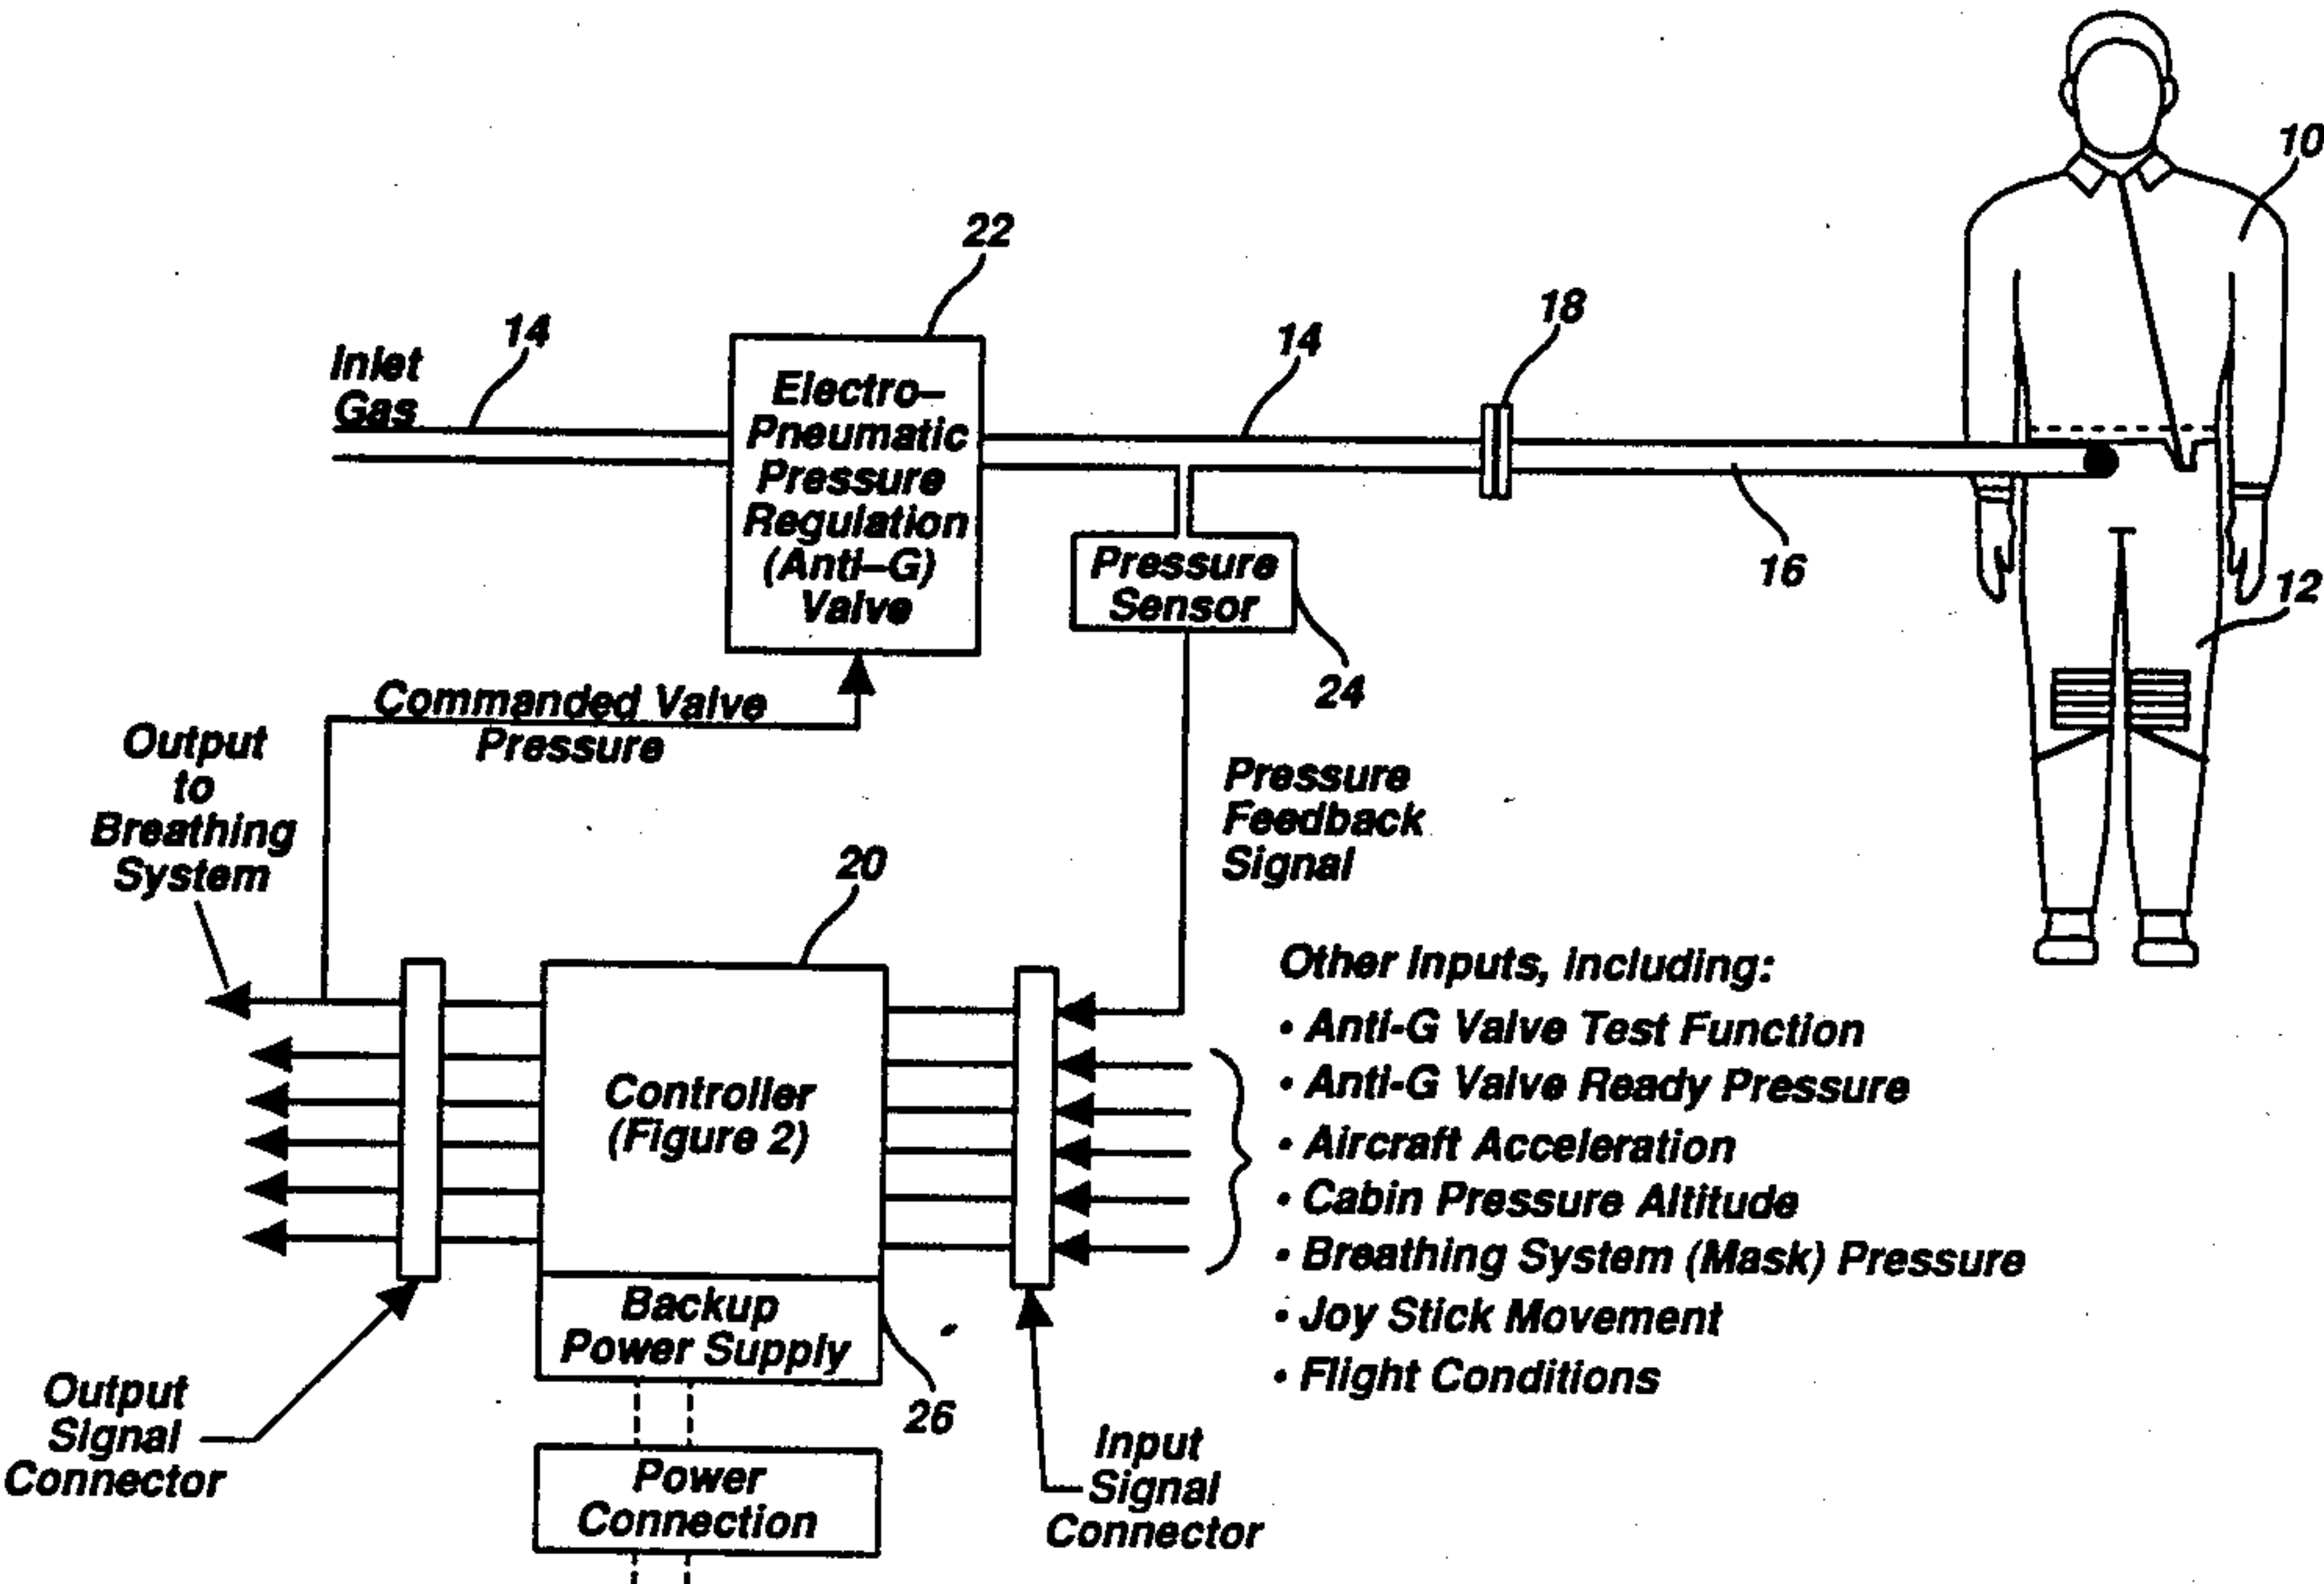 10
22
18
14
14
Inlet
Gas
Electro–
Pneumatic
Pressure
Regulation
(Anti–G)
Valve
Pressure
Sensor
16
12
24
Commanded Valve
Pressure
Output
to
Breathing
System
Pressure
Feedback
Signal
20
Other Inputs, including:
• Anti-G Valve Test Function
• Anti-G Valve Ready Pressure
• Aircraft Acceleration
• Cabin Pressure Altitude
• Breathing System (Mask) Pressure
• Joy Stick Movement
• Flight Conditions
Controller
(Figure 2)
Backup
Power Supply
26
Output
Signal
Connector
Input
Signal
Connector
Power
Connection